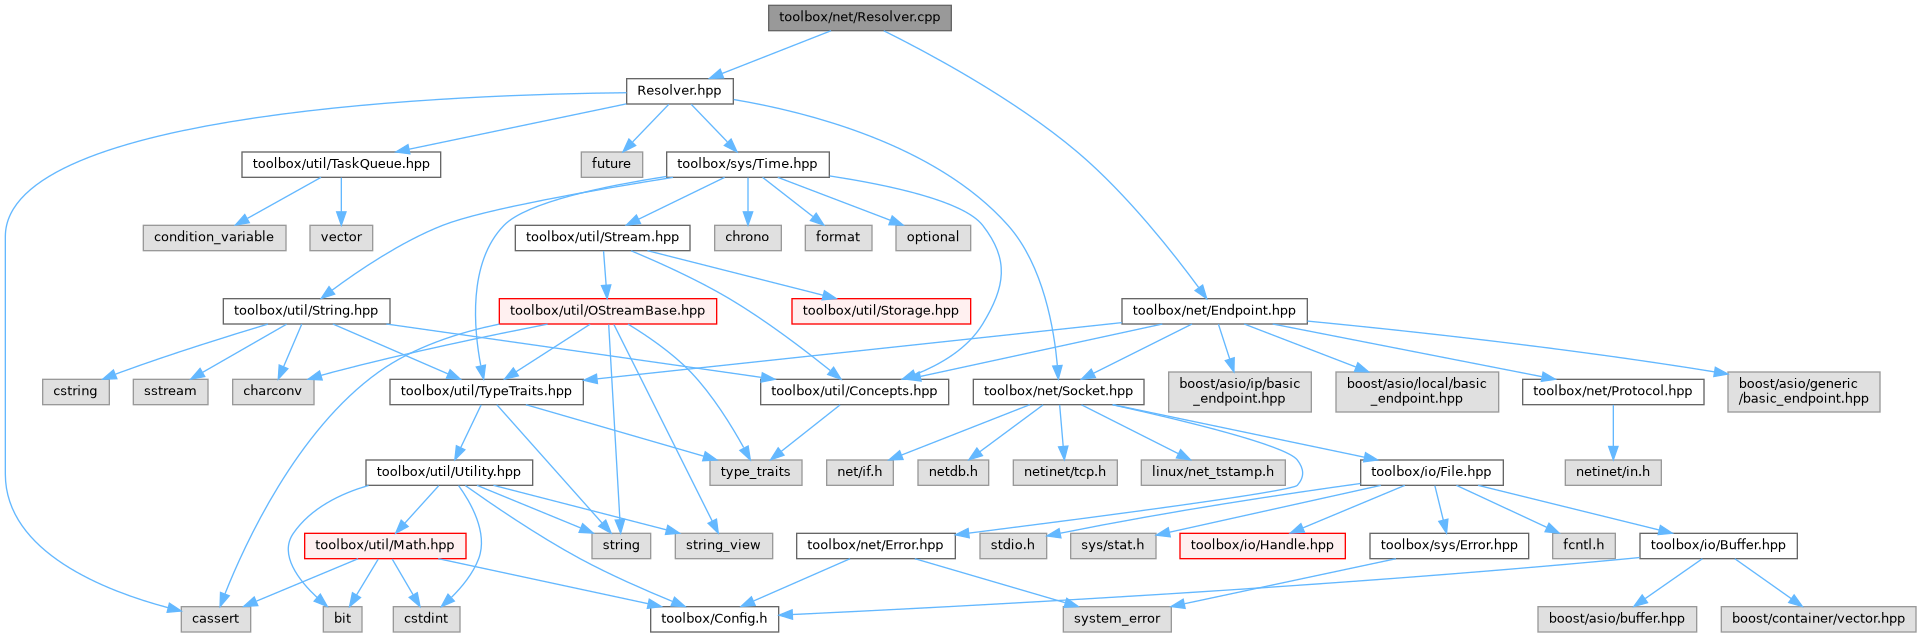 toolbox/net/Resolver.cpp
Resolver.hpp
toolbox/util/TaskQueue.hpp
future
toolbox/sys/Time.hpp
condition_variable
vector
toolbox/util/Stream.hpp
chrono
format
optional
toolbox/util/String.hpp
toolbox/util/OStreamBase.hpp
toolbox/util/Storage.hpp
toolbox/net/Endpoint.hpp
cstring
sstream
charconv
toolbox/util/TypeTraits.hpp
toolbox/util/Concepts.hpp
toolbox/net/Socket.hpp
boost/asio/ip/basic
_endpoint.hpp
boost/asio/local/basic
_endpoint.hpp
toolbox/net/Protocol.hpp
boost/asio/generic
/basic_endpoint.hpp
toolbox/util/Utility.hpp
type_traits
net/if.h
netdb.h
netinet/tcp.h
linux/net_tstamp.h
toolbox/io/File.hpp
netinet/in.h
toolbox/util/Math.hpp
string
string_view
toolbox/net/Error.hpp
stdio.h
sys/stat.h
toolbox/io/Handle.hpp
toolbox/sys/Error.hpp
fcntl.h
toolbox/io/Buffer.hpp
cassert
bit
cstdint
toolbox/Config.h
system_error
boost/asio/buffer.hpp
boost/container/vector.hpp